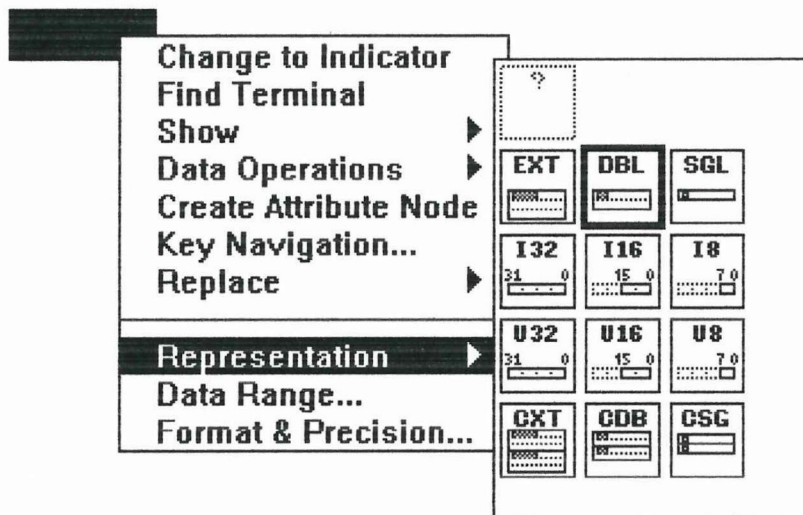 Change to Indicator
Find Terminal
Show
Data Operations
Create Attribute Node
Key Navigation...
Replace
Representation
Data Range...
Format & Precision...
?
EXT DBL SGL
I32 I16 I8
31 0 15 0 7 0
U32 U16 U8
31 0 15 0 7 0
CXT CDB CSG